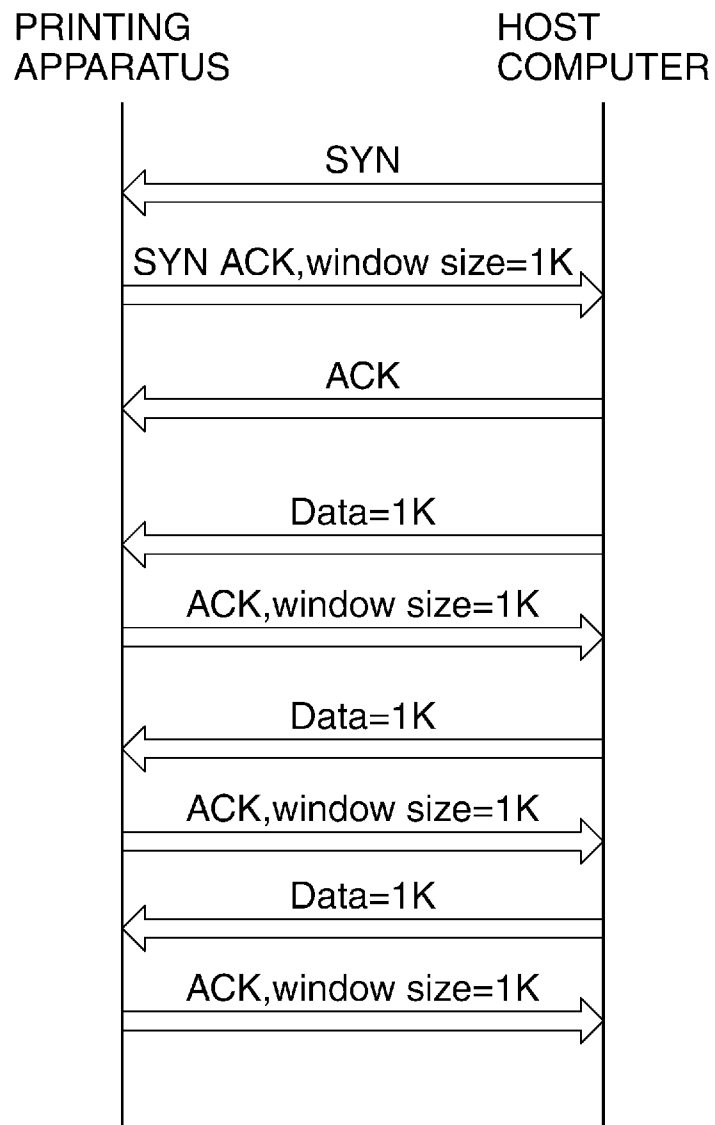 PRINTING
APPARATUS
HOST
COMPUTER
SYN
SYN ACK,window size=1K
ACK
Data=1K
ACK,window size=1K
Data=1K
ACK,window size=1K
Data=1K
ACK,window size=1K